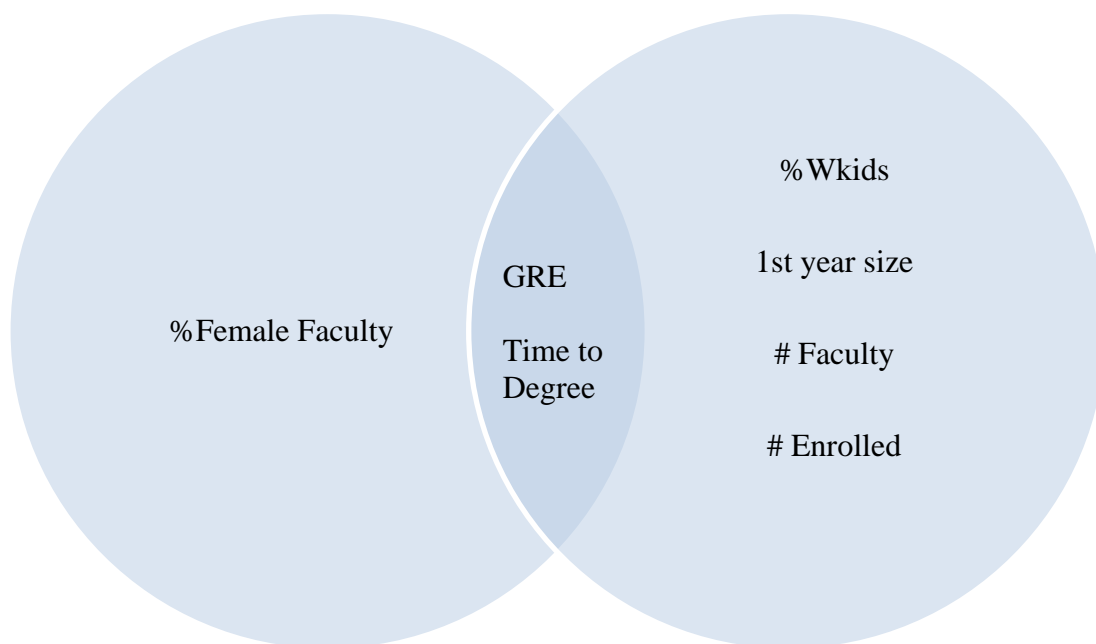 %Female Faculty
GRE
Time to
Degree
%Wkids
1st year size
# Faculty
# Enrolled